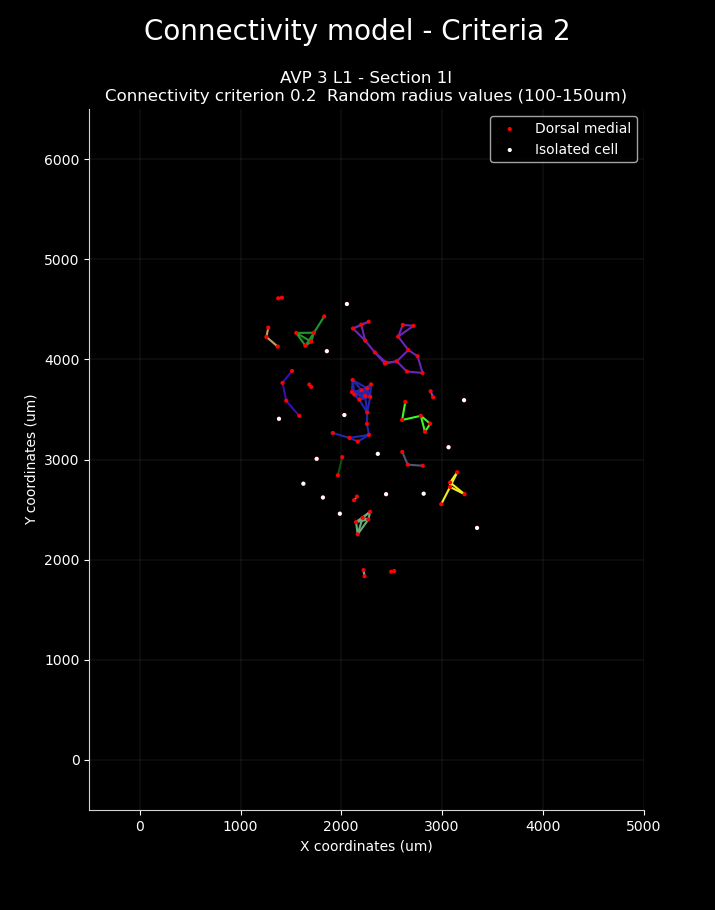 Connectivity model - Criteria 2
AVP 3 L1 - Section 1I
Connectivity criterion 0.2  Random radius values (100-150um)
Dorsal medial
Isolated cell
6000
5000
4000
3000
2000
1000
0
Y coordinates (um)
0 1000 2000 3000 4000 5000
X coordinates (um)